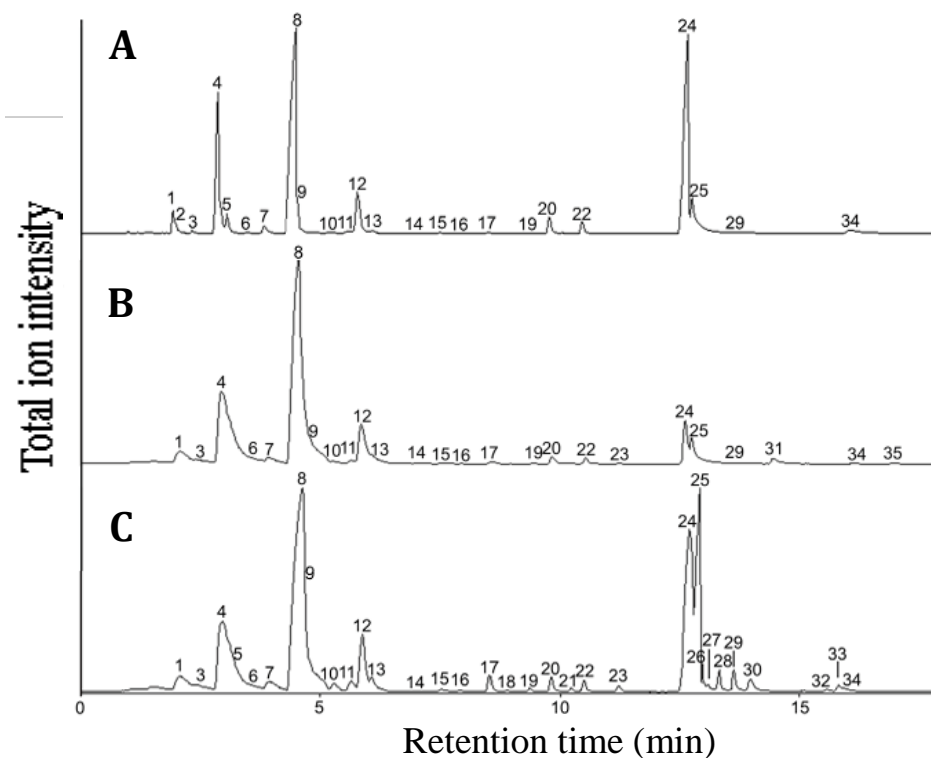 Total ion intensity
A
1 2 3 4 5 6 7 8 9 10 11 12 13 14 15 16 17 19 20 22 24 25 29 34
B
1 3 4 6 7 8 9 10 11 12 13 14 15 16 17 19 20 22 23 24 25 29 31 34 35
C
1 3 4 5 6 7 8 9 10 11 12 13 14 15 16 17 18 19 20 21 22 23 24 25 26 27 28 29 30 32 33 34
0 5 10 15
Retention time (min)